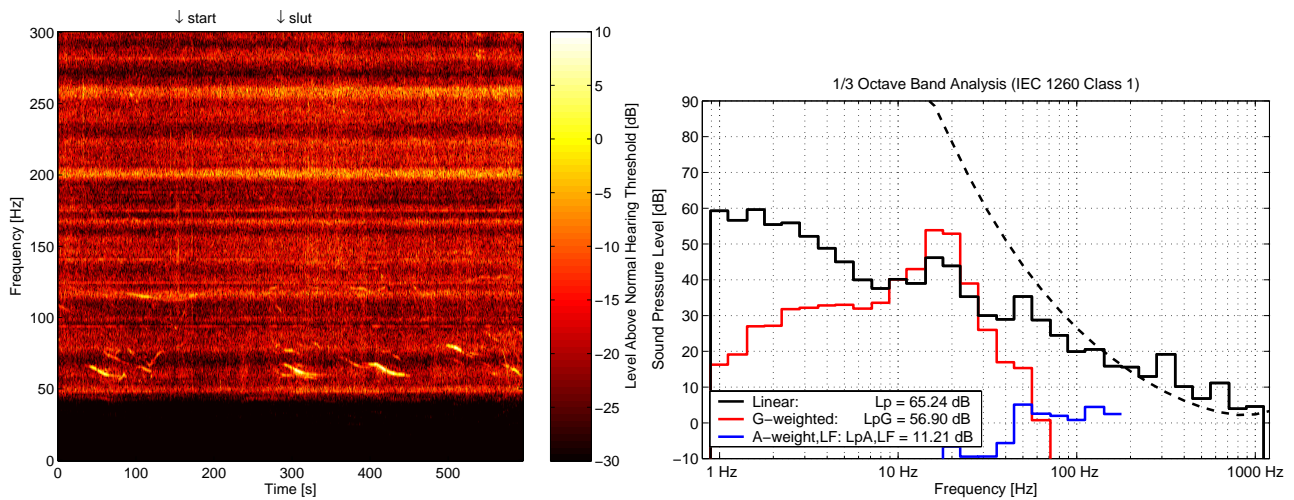 ↓ start
↓ slut
300
250
200
150
100
50
0
Frequency [Hz]
0
100
200
300
400
500
Time [s]
10
5
0
−5
−10
−15
−20
−25
−30
Level Above Normal Hearing Threshold [dB]
1/3 Octave Band Analysis (IEC 1260 Class 1)
90
80
70
60
50
40
30
20
10
0
−10
Sound Pressure Level [dB]
Linear: Lp = 65.24 dB
G−weighted: LpG = 56.90 dB
A−weight,LF: LpA,LF = 11.21 dB
1 Hz
10 Hz
100 Hz
1000 Hz
Frequency [Hz]